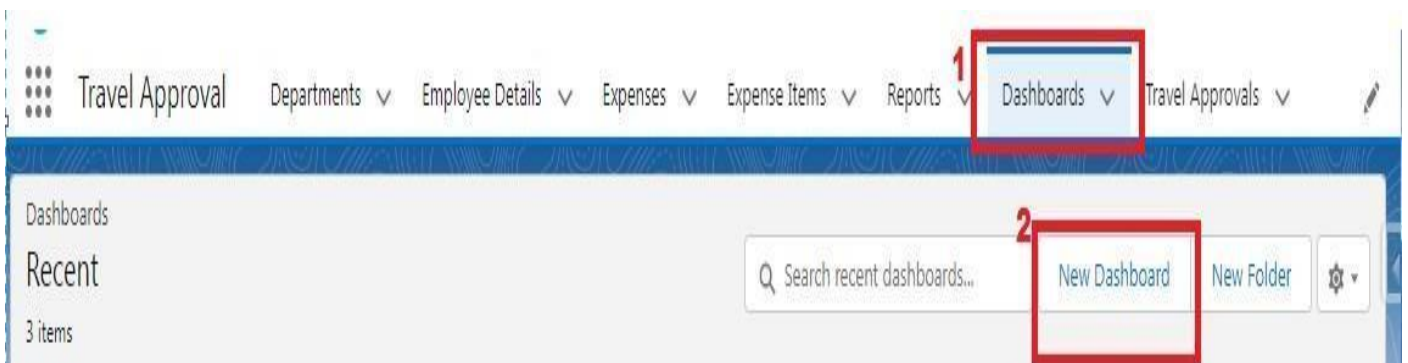 1
Travel Approval Departments Employee Details Expenses Expense Items Reports Dashboards Travel Approvals
Dashboards
2
Recent
Search recent dashboards... New Dashboard New Folder
3 items